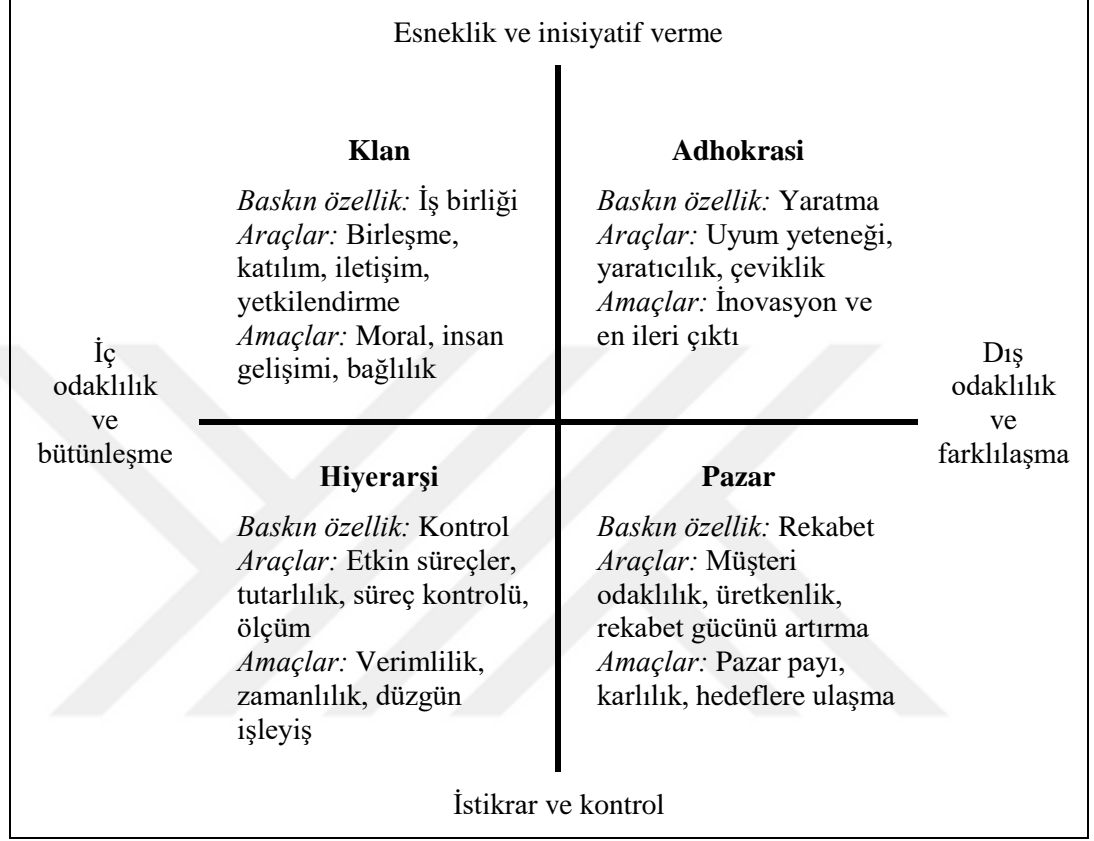 Esneklik ve inisiyatif verme
Klan
Baskın özellik: İş birliği
Araçlar: Birleşme,
katılım, iletişim,
yetkilendirme
Amaçlar: Moral, insan
gelişimi, bağlılık
Adhokrasi
Baskın özellik: Yaratma
Araçlar: Uyum yeteneği,
yaratıcılık, çeviklik
Amaçlar: İnovasyon ve
en ileri çıktı
İç
odaklılık
ve
bütünleşme
Dış
odaklılık
ve
farklılaşma
Hiyerarşi
Baskın özellik: Kontrol
Araçlar: Etkin süreçler,
tutarlılık, süreç kontrolü,
ölçüm
Amaçlar: Verimlilik,
zamanlılık, düzgün
işleyiş
Pazar
Baskın özellik: Rekabet
Araçlar: Müşteri
odaklılık, üretkenlik,
rekabet gücünü artırma
Amaçlar: Pazar payı,
karlılık, hedeflere ulaşma
İstikrar ve kontrol